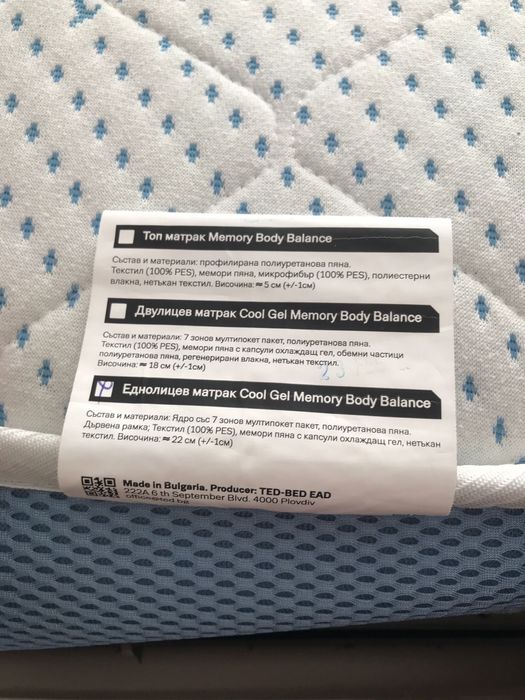 Топ матрак Memory Body Balance
Състав и материали: профилирана полиуретанова пяна.
Текстил (100% PES), мемори пяна, микрофибър (100% PES), полиестерни
влакна, нетъкан текстил. Височина: ≈ 5 см (+/-1см)
Двулицев матрак Cool Gel Memory Body Balance
Състав и материали: 7 зонов мултипокет пакет, полиуретанова пяна.
Текстил (100% PES), мемори пяна с капсули охлаждащ гел, обемни частици
полиуретанова пяна, регенерирани влакна, нетъкан текстил.
Височина: ≈ 18 см (+/-1см)
Еднолицев матрак Cool Gel Memory Body Balance
Състав и материали: Ядро със 7 зонов мултипокет пакет, полиуретанова пяна.
Дървена рамка; Текстил (100% PES), мемори пяна с капсули охлаждащ гел, нетъкан
текстил. Височина: ≈ 22 см (+/-1см)
Made in Bulgaria. Producer: TED-BED EAD
222A 6 th September Blvd. 4000 Plovdiv
office@ted.bg